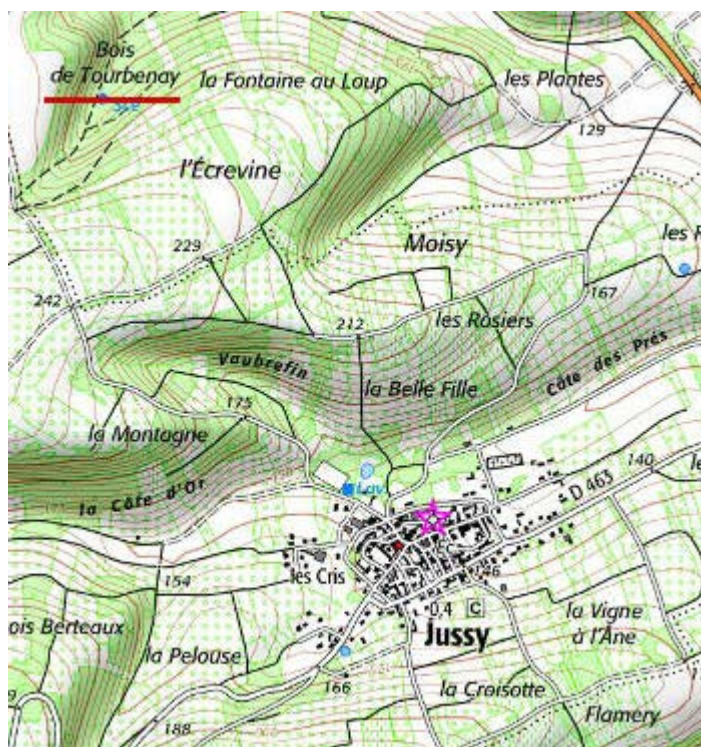 Bois
de Tourbenay
la Fontaine au Loup
les Plantes
129
l'Écrevine
Moisy
229
les R
242
167
212
les Rosiers
Vaubrefin
la Belle Fille
Côte des Prés
175
la Montagne
la Côte d'Or
Lav.
140
D 463
les Cris
154
146
0,4
C
la Vigne
à l'Âne
ois Berteaux
Jussy
la Pelouse
166
la Croisotte
188
Flamery